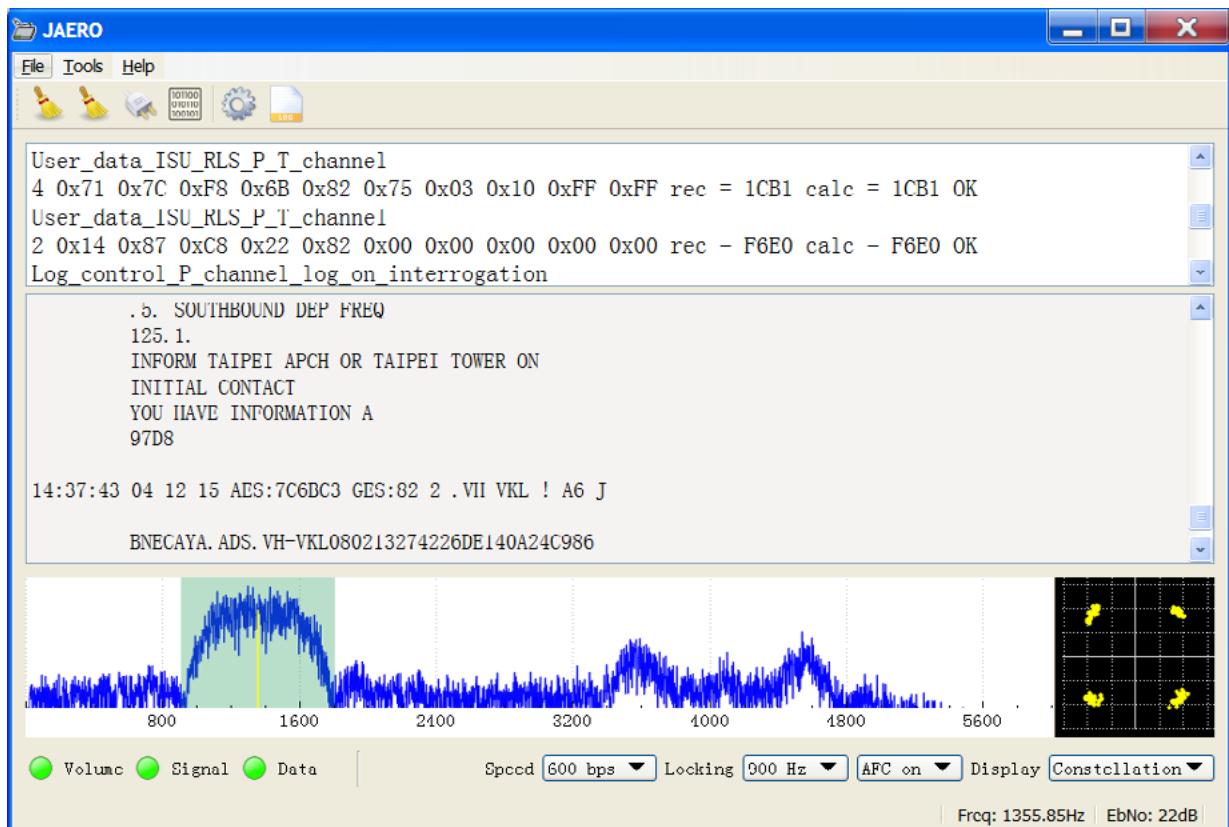 JAERO
File Tools Help
101100
010110
100101
LOG
User_data_ISU_RLS_P_T_channel
4 0x71 0x7C 0xF8 0x6B 0x82 0x75 0x03 0x10 0xFF 0xFF rec = 1CB1 calc = 1CB1 OK
User_data_ISU_RLS_P_T_channel
2 0x14 0x87 0xC8 0x22 0x82 0x00 0x00 0x00 0x00 0x00 rec = F6E0 calc = F6E0 OK
Log_control_P_channel_log_on_interrogation
.5. SOUTHBOUND DEP FREQ
125.1.
INFORM TAIPEI APCH OR TAIPEI TOWER ON
INITIAL CONTACT
YOU HAVE INFORMATION A
97D8
14:37:43 04 12 15 AES:7C6BC3 GES:82 2 .VH VKL ! A6 J
BNECAYA.ADS.VH-VKL080213274226DE140A24C986
800 1600 2400 3200 4000 4800 5600
Volume Signal Data Speed 600 bps Locking 900 Hz AFC on Display Constellation
Freq: 1355.85Hz EbNo: 22dB